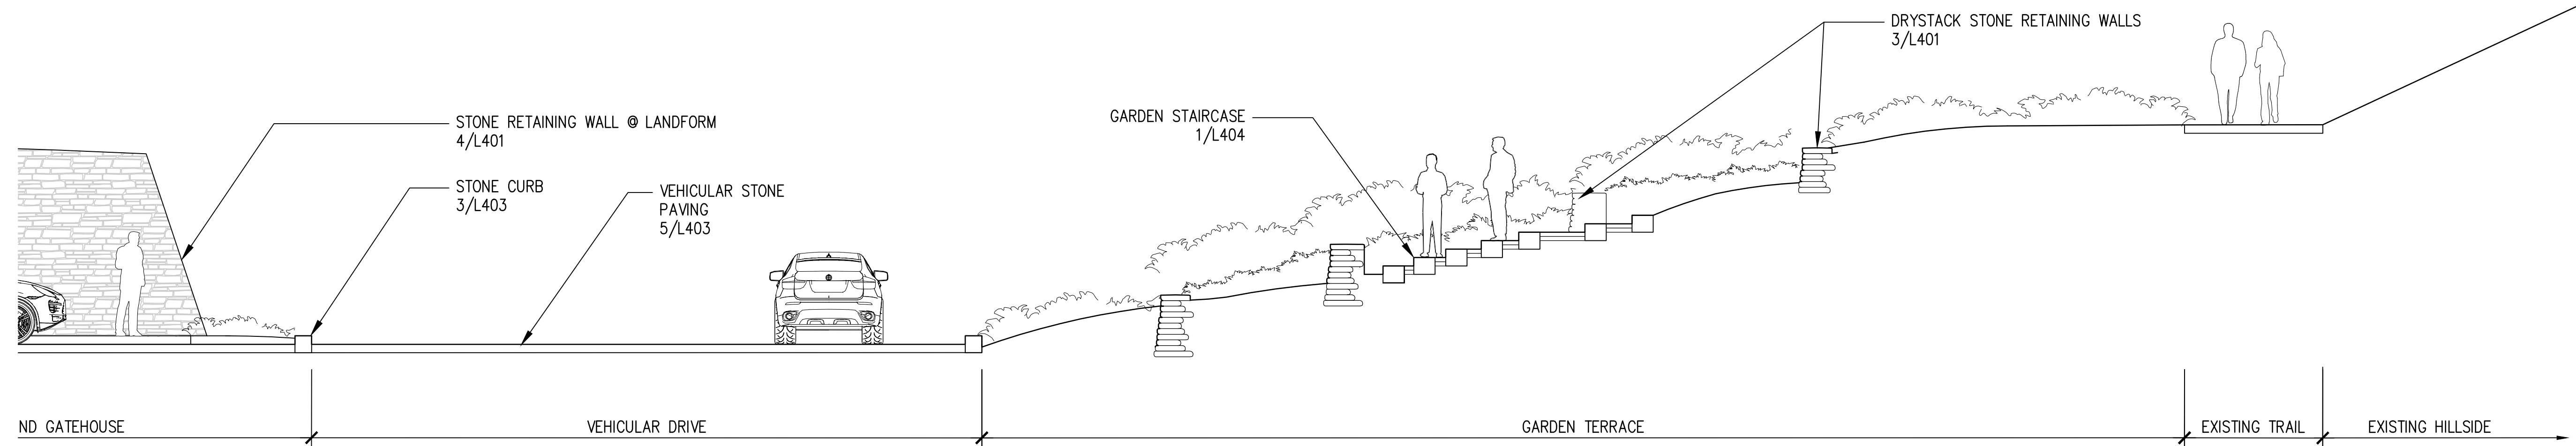 DRYSTACK STONE RETAINING WALLS
3/L401
GARDEN STAIRCASE
1/L404
STONE RETAINING WALL @ LANDFORM
4/L401
STONE CURB
3/L403
VEHICULAR STONE
PAVING
5/L403
ND GATEHOUSE
VEHICULAR DRIVE
GARDEN TERRACE
EXISTING TRAIL
EXISTING HILLSIDE